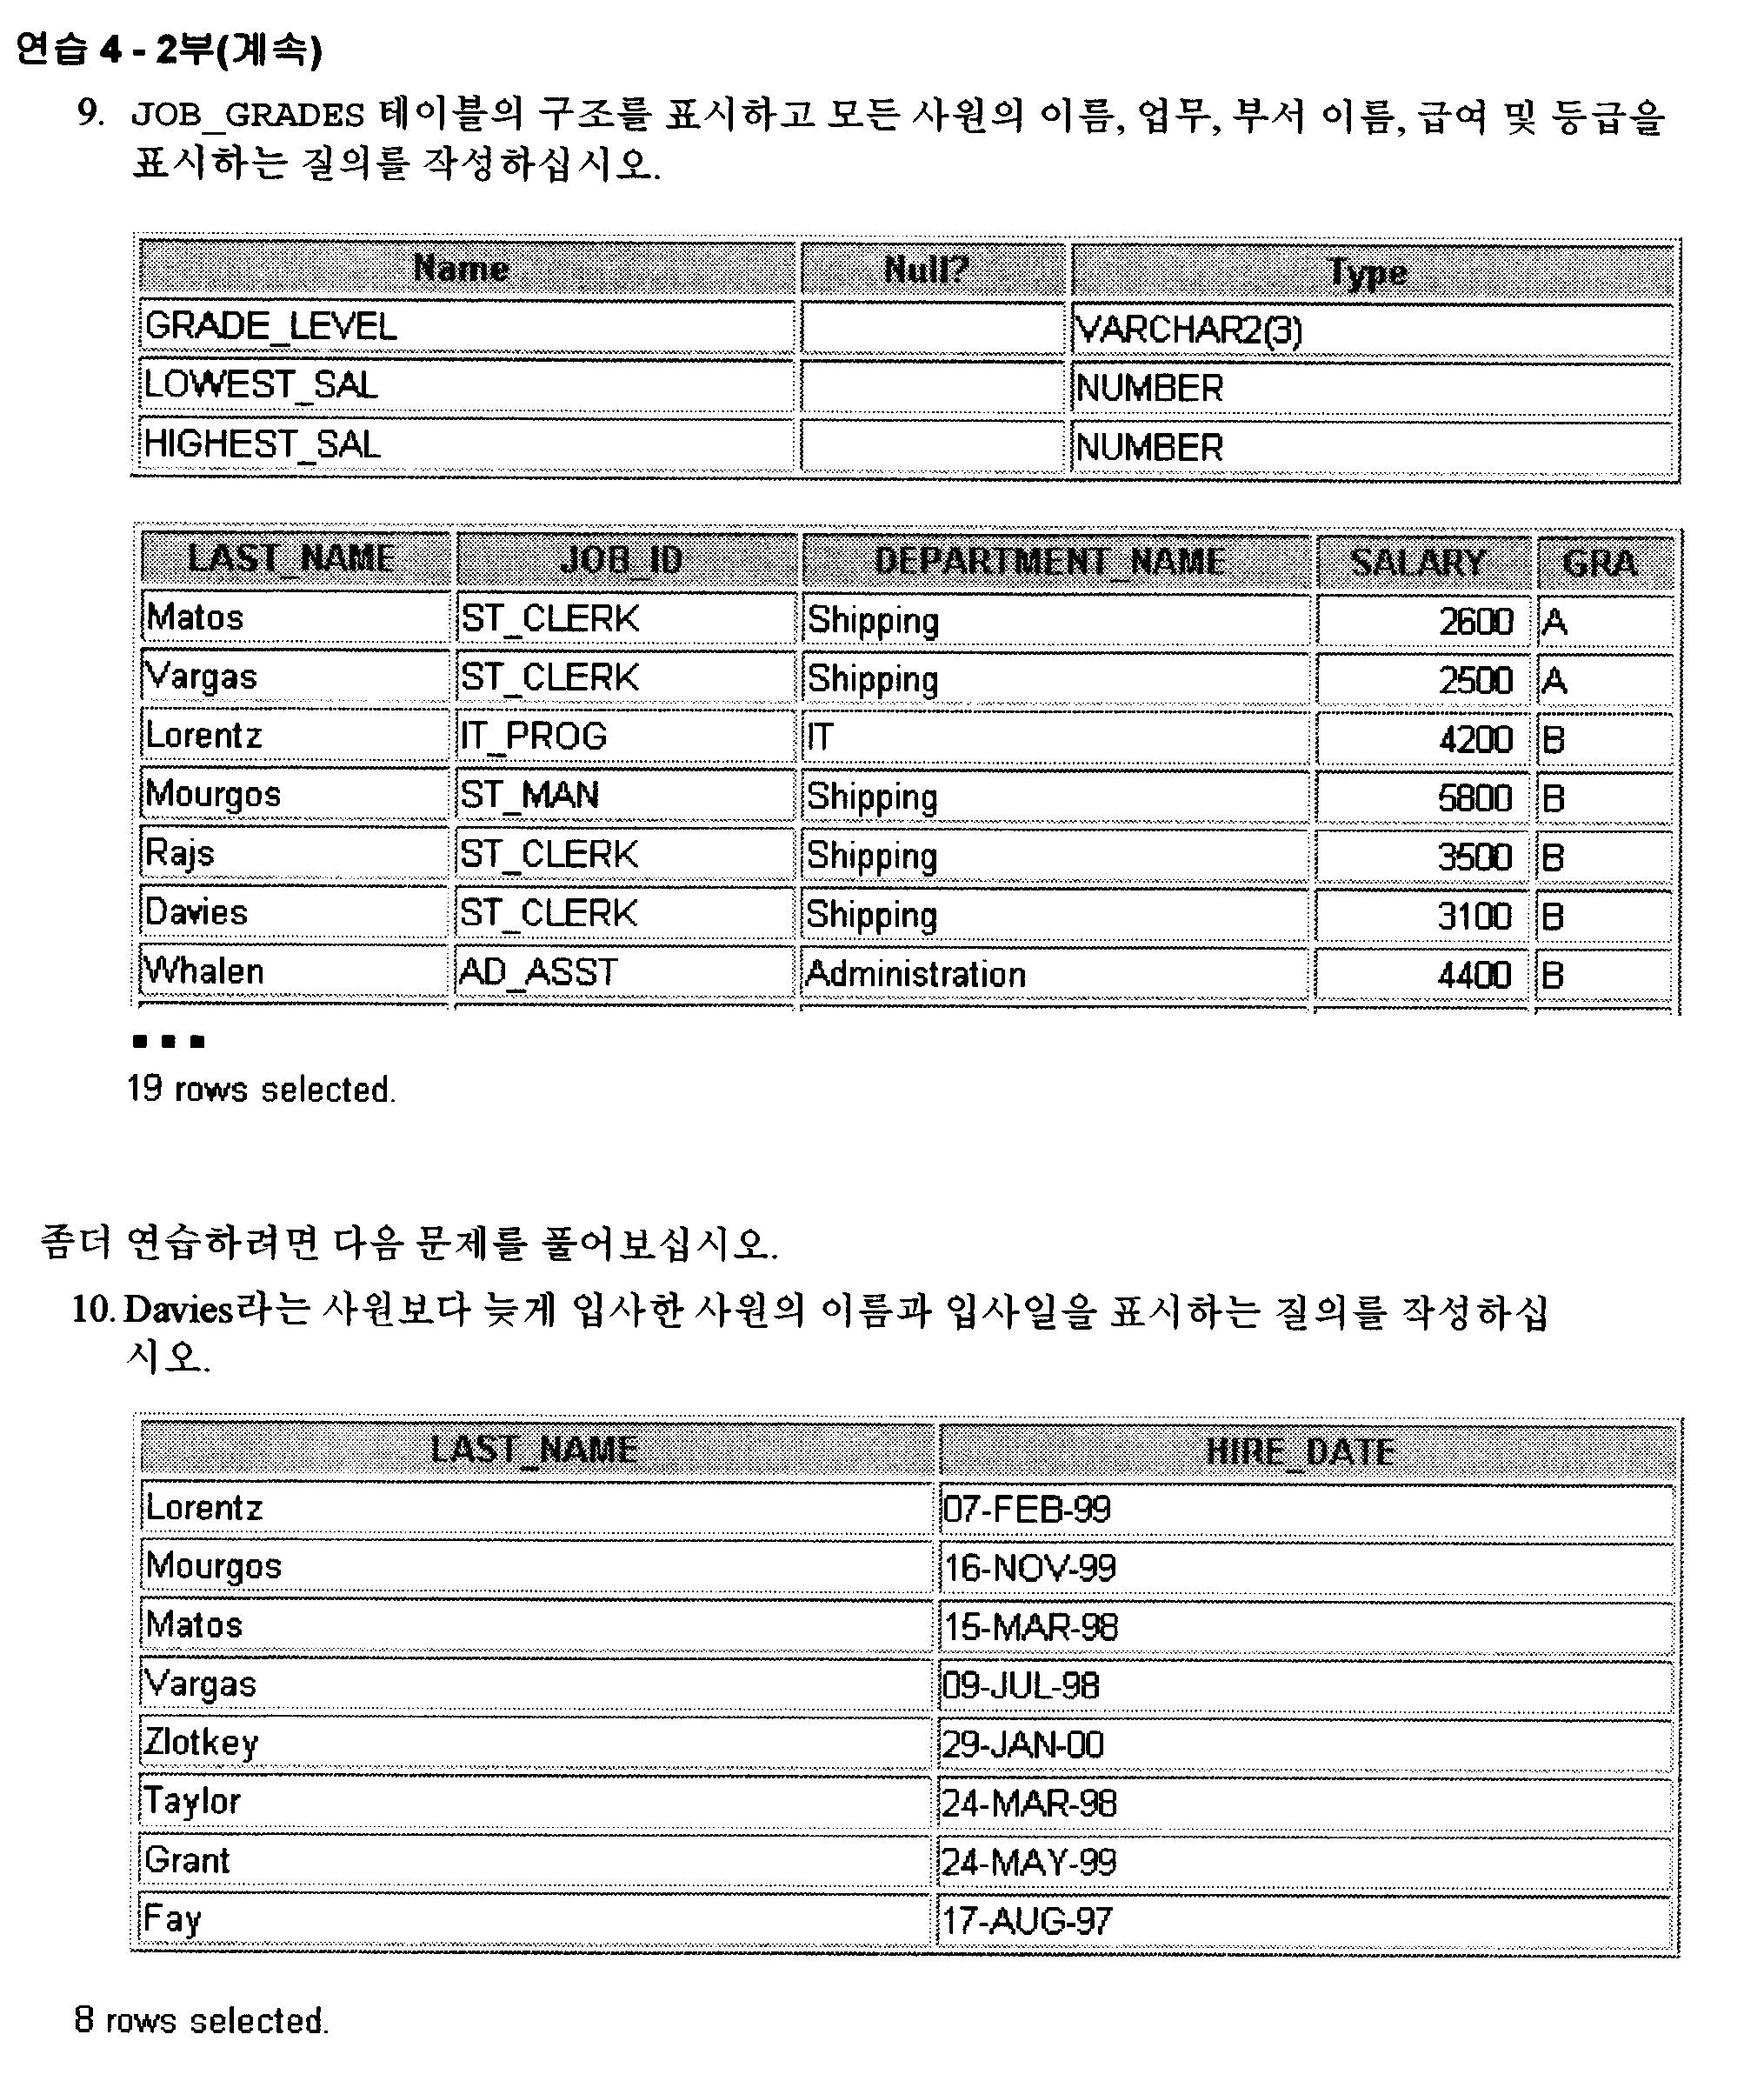 연습 4 - 2부(계속)
9. JOB_GRADES 테이블의 구조를 표시하고 모든 사원의 이름, 업무, 부서 이름, 급여 및 등급을
표시하는 질의를 작성하십시오.
Name Null? Type
GRADE_LEVEL VARCHAR2(3)
LOWEST_SAL NUMBER
HIGHEST_SAL NUMBER
LAST_NAME JOB_ID DEPARTMENT_NAME SALARY GRA
Matos ST_CLERK Shipping 2600 A
Vargas ST_CLERK Shipping 2500 A
Lorentz IT_PROG IT 4200 B
Mourgos ST_MAN Shipping 5800 B
Rajs ST_CLERK Shipping 3500 B
Davies ST_CLERK Shipping 3100 B
Whalen AD_ASST Administration 4400 B
...
19 rows selected.
좀더 연습하려면 다음 문제를 풀어보십시오.
10. Davies라는 사원보다 늦게 입사한 사원의 이름과 입사일을 표시하는 질의를 작성하십
시오.
LAST_NAME HIRE_DATE
Lorentz 07-FEB-99
Mourgos 16-NOV-99
Matos 15-MAR-98
Vargas 09-JUL-98
Zlotkey 29-JAN-00
Taylor 24-MAR-98
Grant 24-MAY-99
Fay 17-AUG-97
8 rows selected.